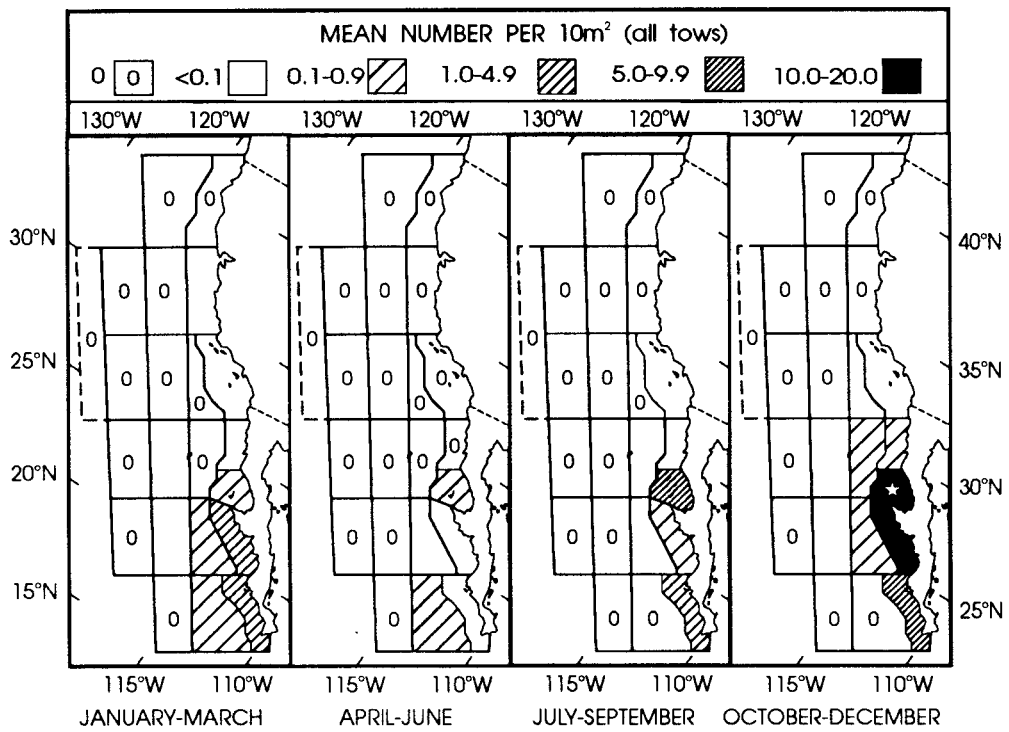 MEAN NUMBER PER 10m² (all tows)
0 0 <0.1 0.1-0.9 1.0-4.9 5.0-9.9 10.0-20.0
130°W 120°W 130°W 120°W 130°W 120°W 130°W 120°W
0 0 0 0 0 0 0 0
30°N 40°N
0 0 0 0 0 0 0 0 0 0 0
0 0 0 0
25°N 35°N
0 0 0 0 0 0 0 0 0
0 0 0
0
0 0 0 0 0 0 0
20°N 30°N
0 0 0 0 0 0
15°N 25°N
0 0 0 0 0 0
115°W 110°W 115°W 110°W 115°W 110°W 115°W 110°W
JANUARY-MARCH APRIL-JUNE JULY-SEPTEMBER OCTOBER-DECEMBER